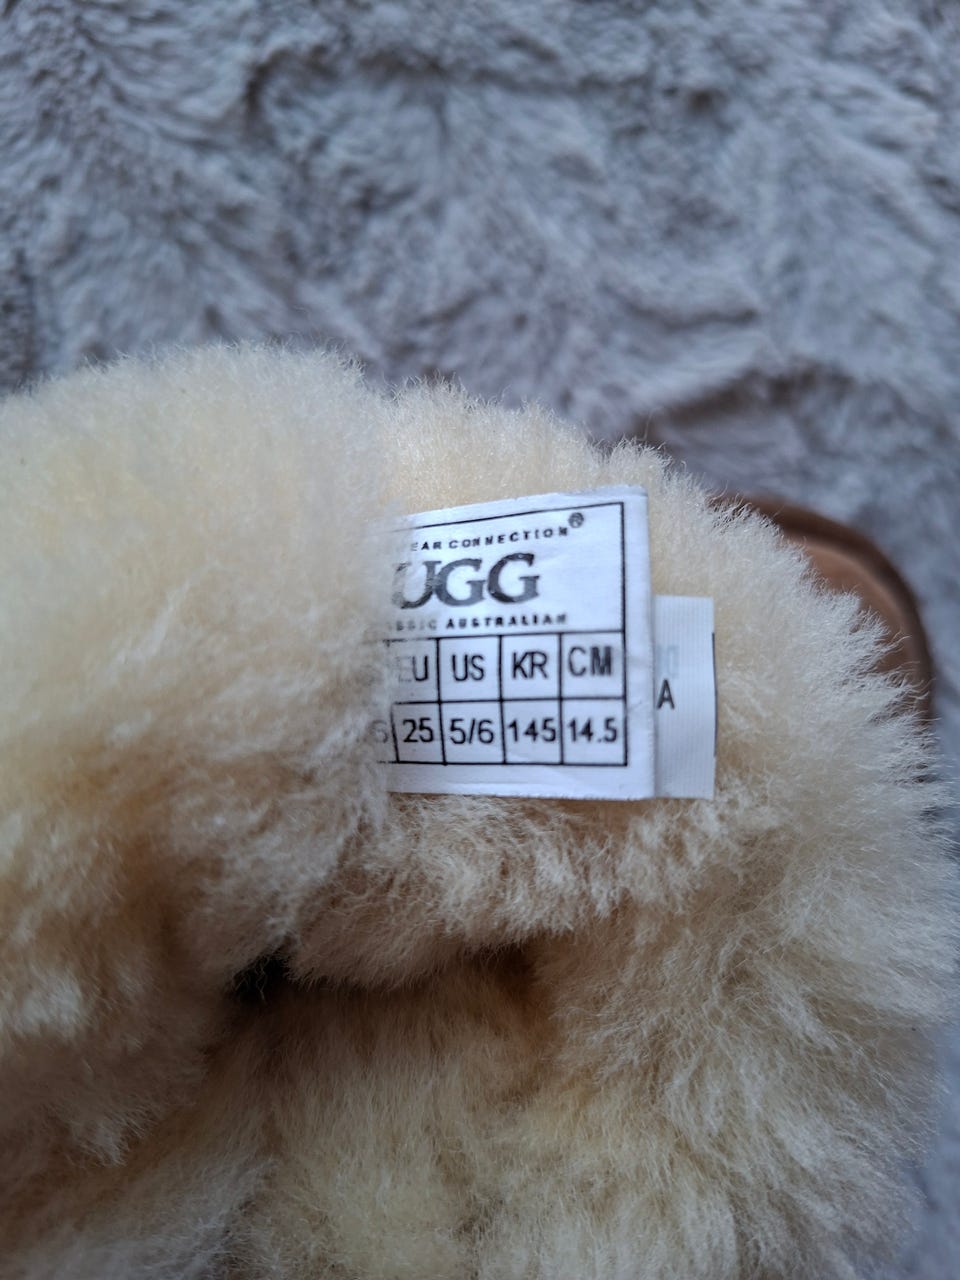 EAR CONNECTION®
UGG
SSIC AUSTRALIAN
EU US KR CM
25 5/6 145 14.5
A